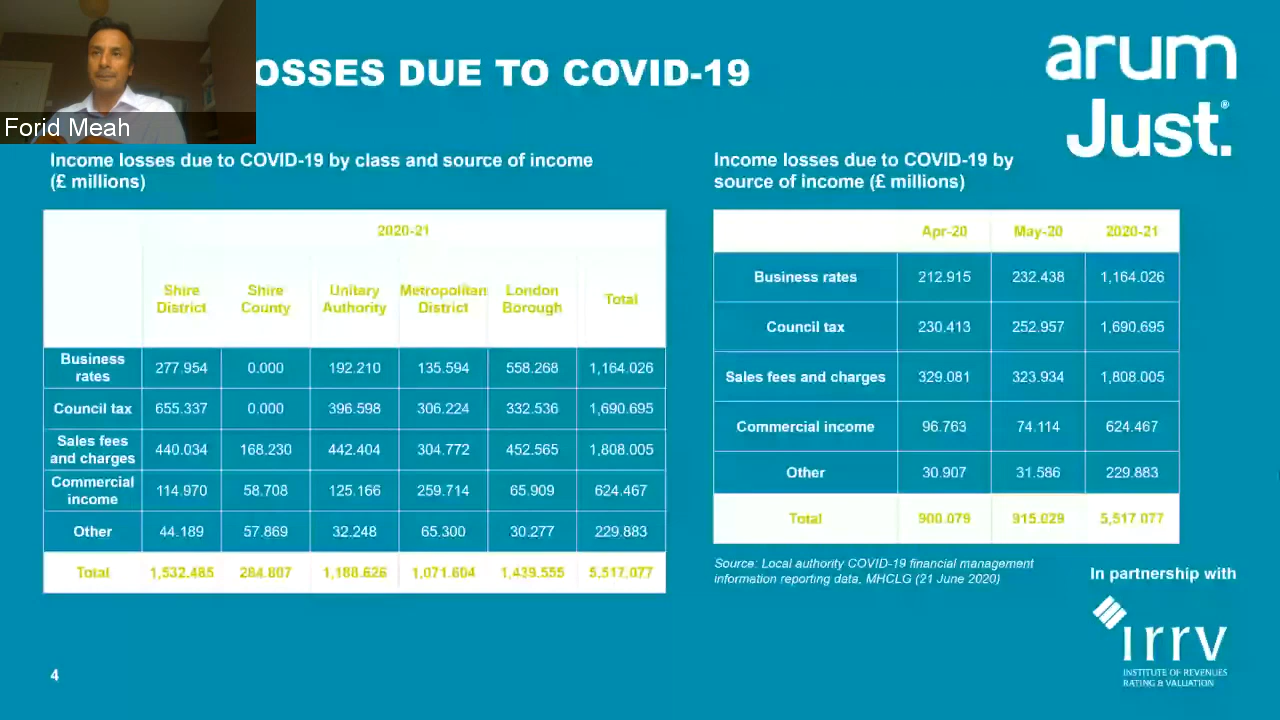 OSSES DUE TO COVID-19
arum
Just.®
Forid Meah
Income losses due to COVID-19 by class and source of income
(£ millions)
2020-21
Shire District Shire County Unitary Authority Metropolitan District London Borough Total
Business rates 277.954 0.000 192.210 135.594 558.268 1,164.026
Council tax 655.337 0.000 396.598 306.224 332.536 1,690.695
Sales fees and charges 440.034 168.230 442.404 304.772 452.565 1,808.005
Commercial income 114.970 58.708 125.166 259.714 65.909 624.467
Other 44.189 57.869 32.248 65.300 30.277 229.883
Total 1,532.485 284.807 1,188.626 1,071.604 1,439.555 5,517.077
Income losses due to COVID-19 by
source of income (£ millions)
Apr-20 May-20 2020-21
Business rates 212.915 232.438 1,164.026
Council tax 230.413 252.957 1,690.695
Sales fees and charges 329.081 323.934 1,808.005
Commercial income 96.763 74.114 624.467
Other 30.907 31.586 229.883
Total 900.079 915.029 5,517.077
Source: Local authority COVID-19 financial management
information reporting data, MHCLG (21 June 2020)
In partnership with
irrv
INSTITUTE OF REVENUES
RATING & VALUATION
4